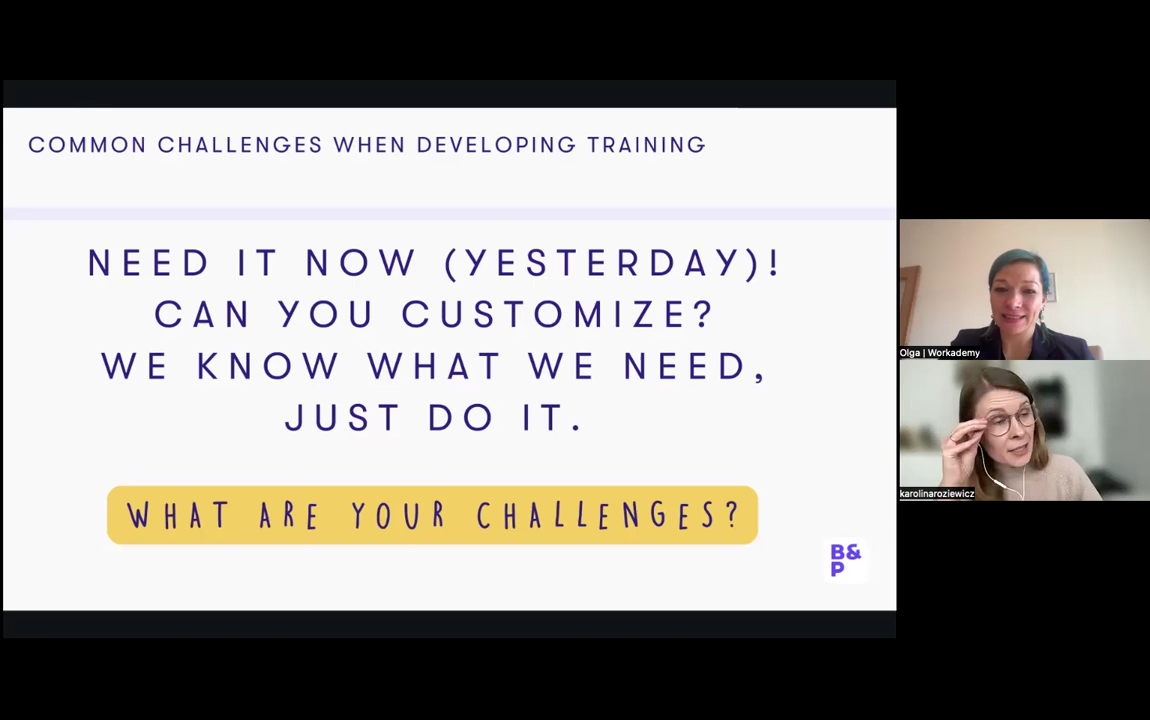 COMMON CHALLENGES WHEN DEVELOPING TRAINING
NEED IT NOW (YESTERDAY)!
CAN YOU CUSTOMIZE?
WE KNOW WHAT WE NEED,
JUST DO IT.
WHAT ARE YOUR CHALLENGES?
B&
P
Olga | Workademy
karolinaroziewicz